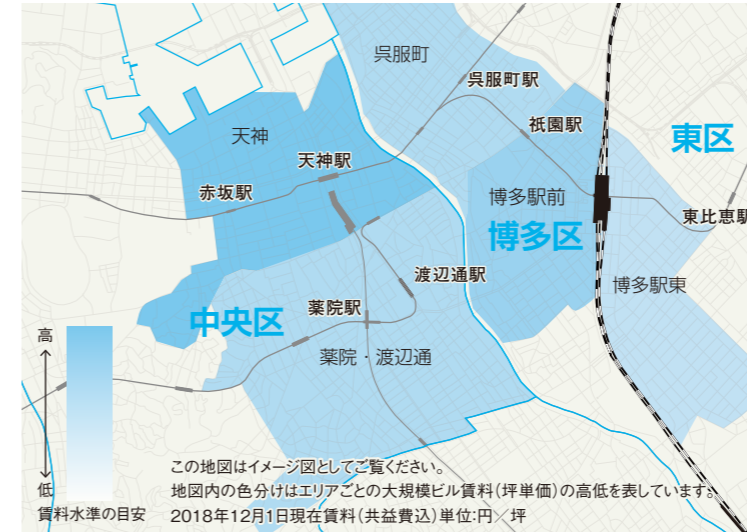 呉服町
呉服町駅
祇園駅
東区
天神
天神駅
赤坂駅
博多駅前
博多区
東比恵駅
渡辺通駅
博多駅東
中央区
薬院駅
薬院・渡辺通
高
低
賃料水準の目安
この地図はイメージ図としてご覧ください。
地図内の色分けはエリアごとの大規模ビル賃料(坪単価)の高低を表しています。
2018年12月1日現在賃料(共益費込)単位:円/坪